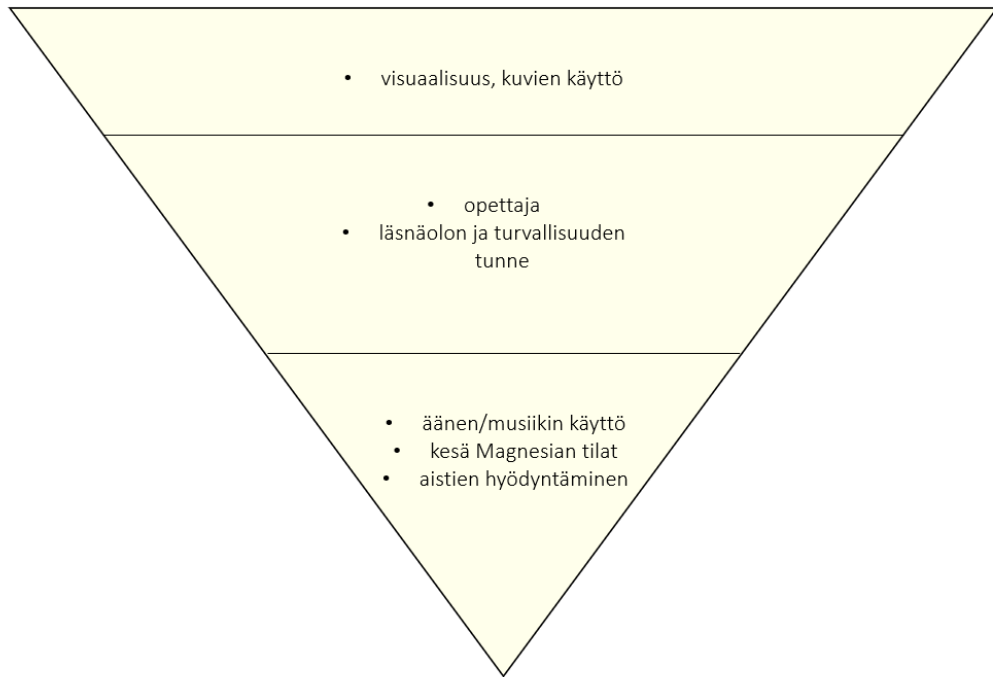 • visuaalisuus, kuvien käyttö
• opettaja
• läsnäolon ja turvallisuuden
tunne
• äänen/musiikin käyttö
• kesä Magnesian tilat
• aistien hyödyntäminen